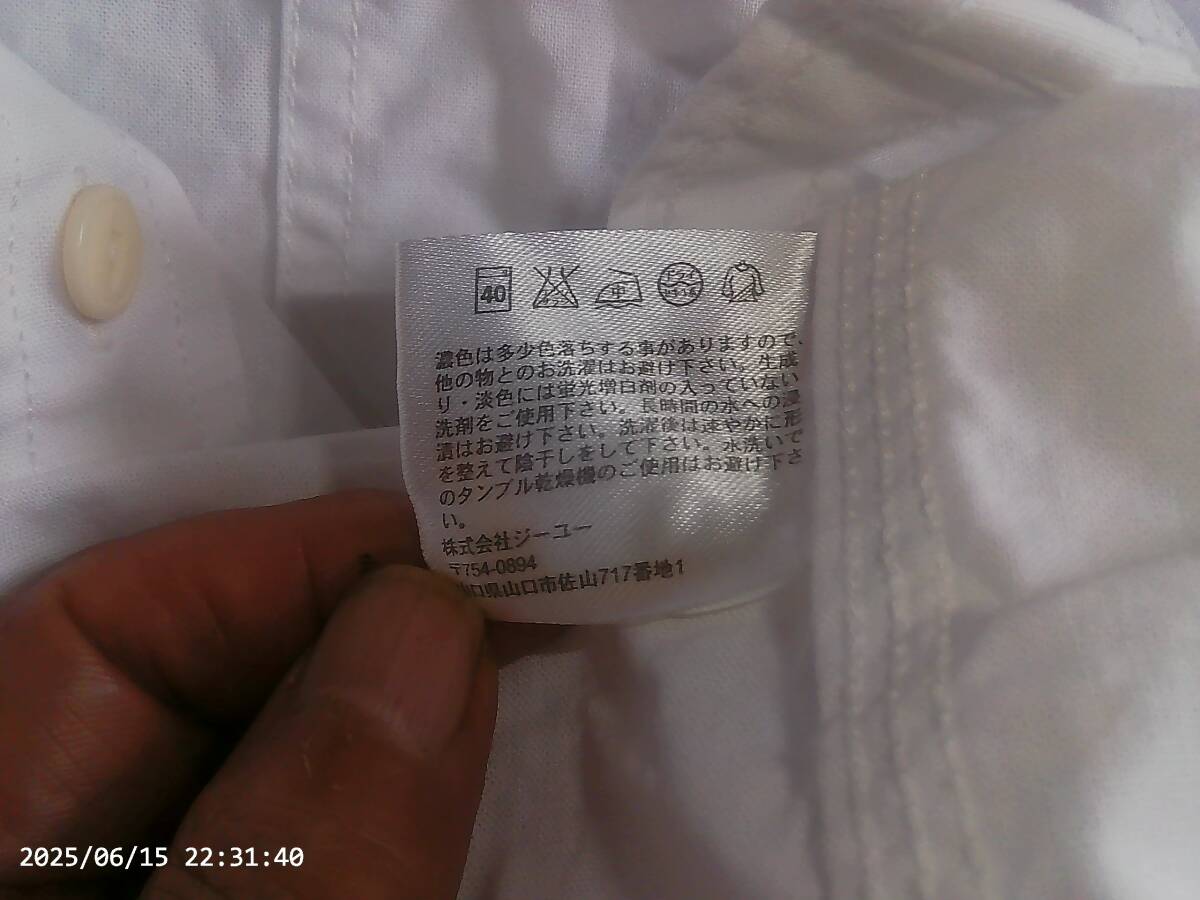 40
中
ドライ
セキユ系
濃色は多少色落ちする事がありますので、
他の物とのお洗濯はお避け下さい。生成
り・淡色には蛍光増白剤の入っていない
洗剤をご使用下さい。長時間の水への浸
漬はお避け下さい。洗濯後は速やかに形
を整えて陰干しをして下さい。水洗いで
のタンブル乾燥機のご使用はお避け下さ
い。
株式会社ジーユー
〒754-0894
山口県山口市佐山717番地1
2025/06/15 22:31:40